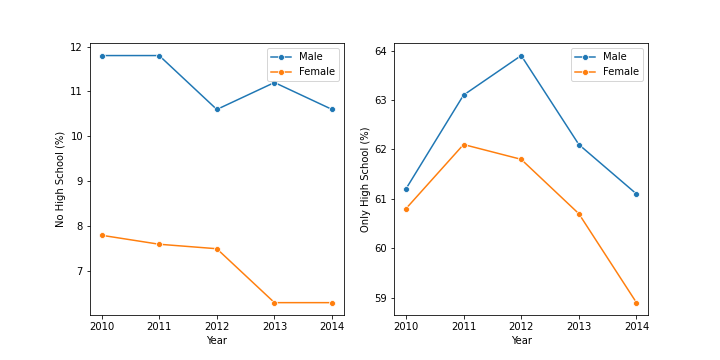 12
11
10
9
8
7
No High School (%)
2010 2011 2012 2013 2014
Year
Male
Female
64
63
62
61
60
59
Only High School (%)
2010 2011 2012 2013 2014
Year
Male
Female